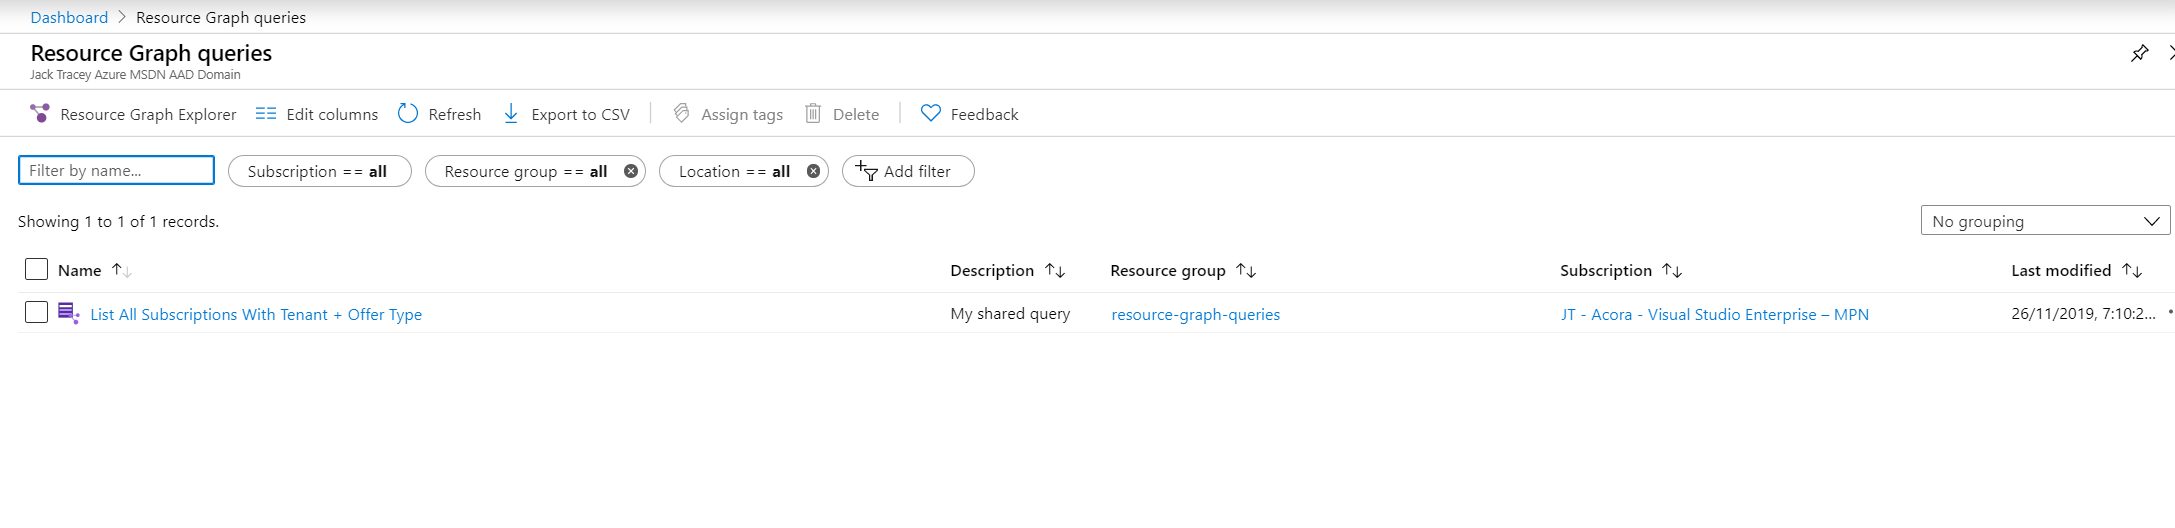 Dashboard > Resource Graph queries
Resource Graph queries
Jack Tracey Azure MSDN AAD Domain
Resource Graph Explorer Edit columns Refresh Export to CSV Assign tags Delete Feedback
Filter by name... Subscription == all Resource group == all Location == all Add filter
Showing 1 to 1 of 1 records. No grouping
Name Description Resource group Subscription Last modified
List All Subscriptions With Tenant + Offer Type My shared query resource-graph-queries JT - Acora - Visual Studio Enterprise – MPN 26/11/2019, 7:10:2...